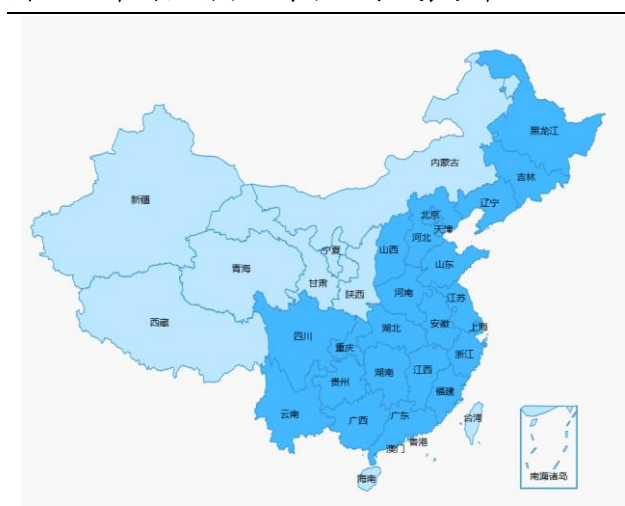 黑龙江
内蒙古
吉林
新疆
辽宁
北京
天津
宁夏
山西
河北
青海
山东
甘肃
陕西
河南
江苏
西藏
四川
湖北
安徽
上海
重庆
浙江
湖南
江西
贵州
福建
云南
广西
广东
台湾
香港
澳门
海南
南海诸岛